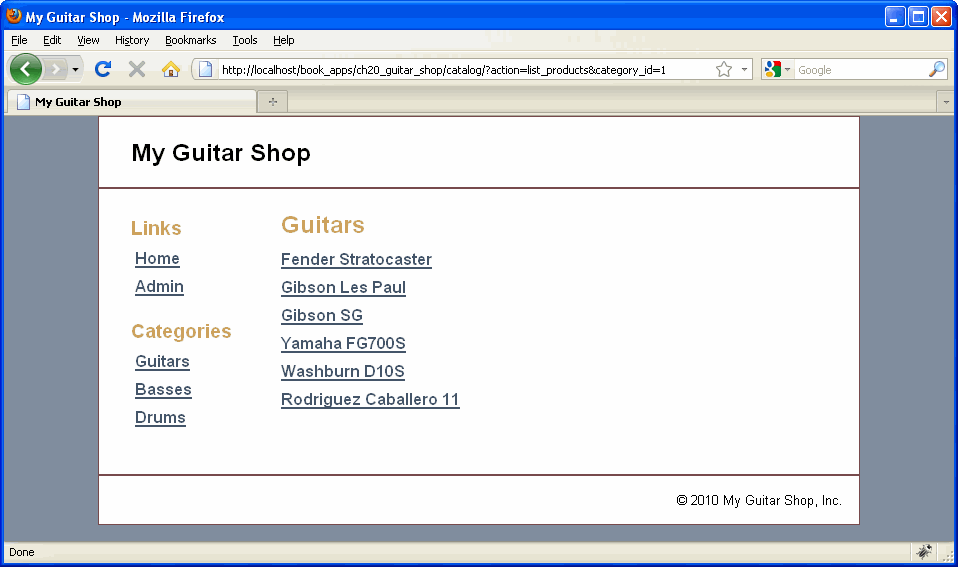 My Guitar Shop - Mozilla Firefox
File Edit View History Bookmarks Tools Help
http://localhost/book_apps/ch20_guitar_shop/catalog/?action=list_products&category_id=1 Google
My Guitar Shop
My Guitar Shop
Links
Home
Admin
Categories
Guitars
Basses
Drums
Guitars
Fender Stratocaster
Gibson Les Paul
Gibson SG
Yamaha FG700S
Washburn D10S
Rodriguez Caballero 11
© 2010 My Guitar Shop, Inc.
Done